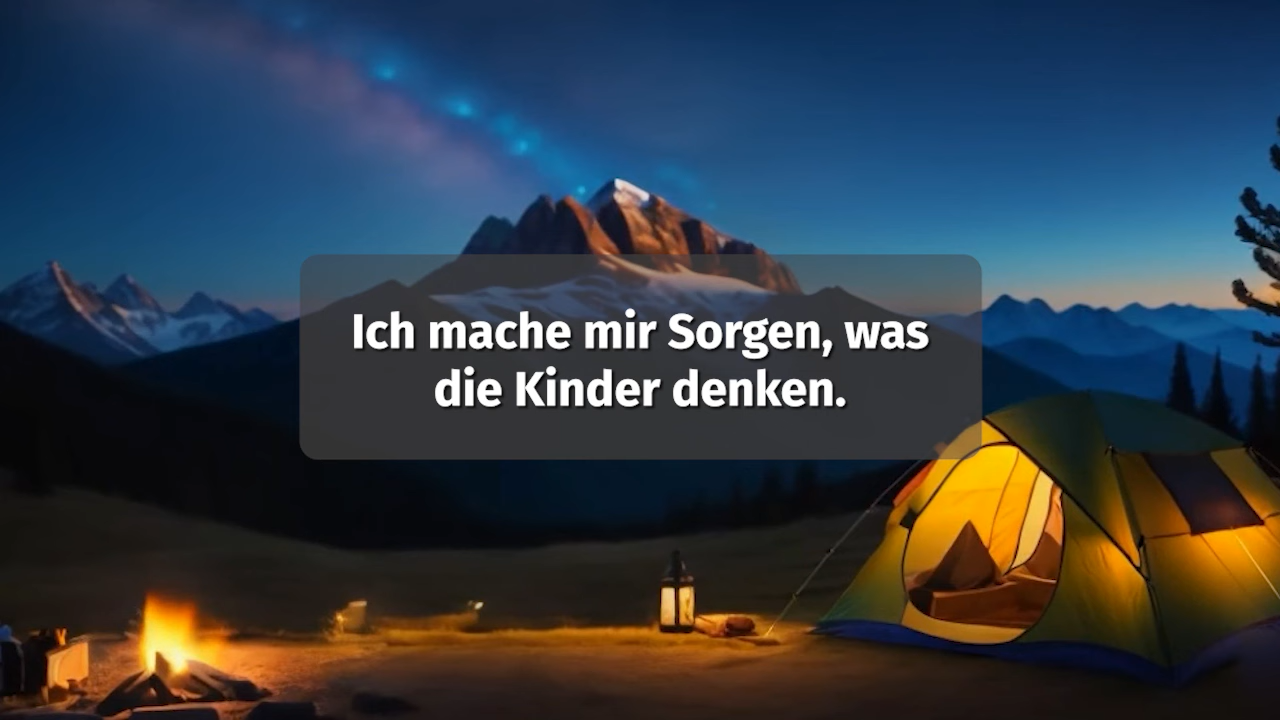 Ich mache mir Sorgen, was
die Kinder denken.